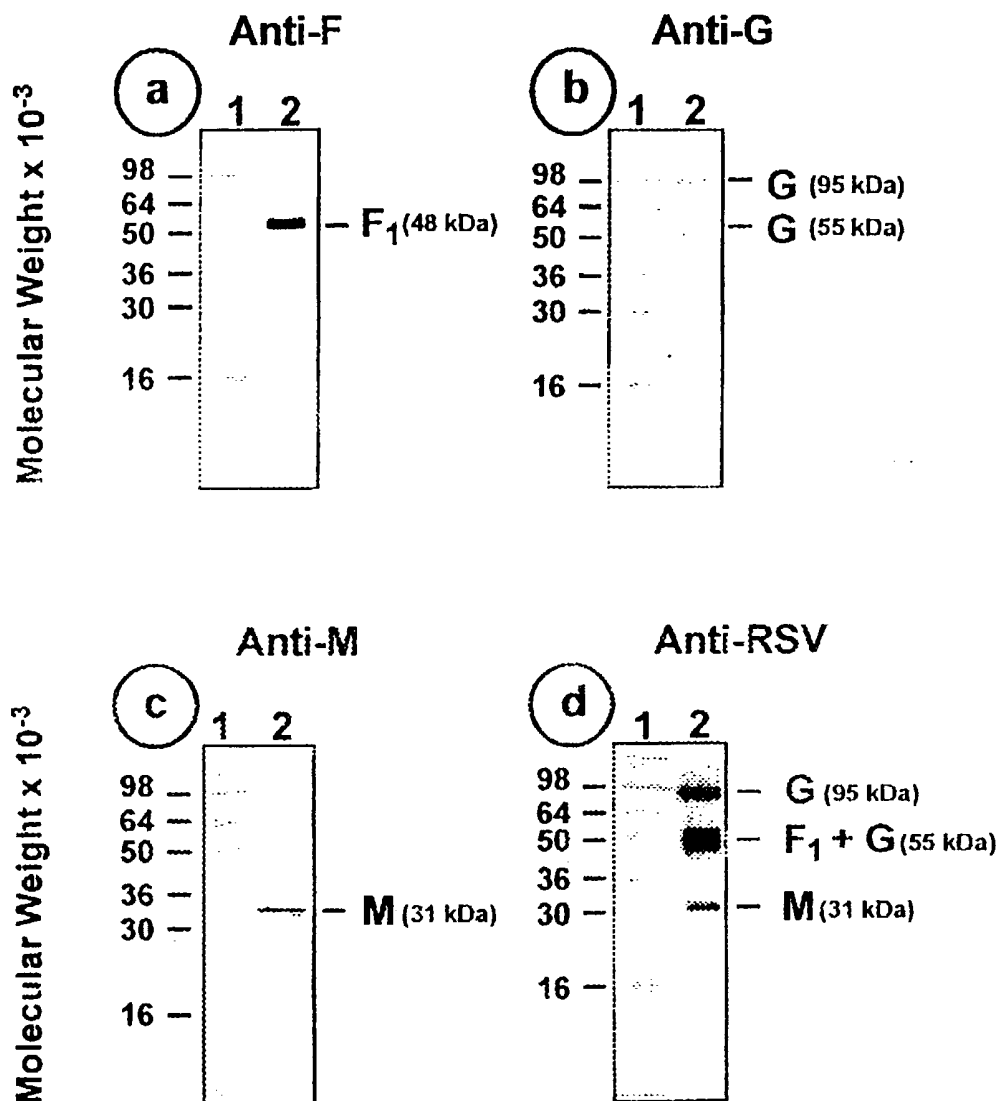 Anti-F
Molecular Weight x 10-3
a
1 2
98
64
50
36
30
16
F1 (48 kDa)
Anti-G
b
1 2
98
64
50
36
30
16
G (95 kDa)
G (55 kDa)
Anti-M
Molecular Weight x 10-3
c
1 2
98
64
50
36
30
16
M (31 kDa)
Anti-RSV
d
1 2
98
64
50
36
30
16
G (95 kDa)
F1 + G (55 kDa)
M (31 kDa)